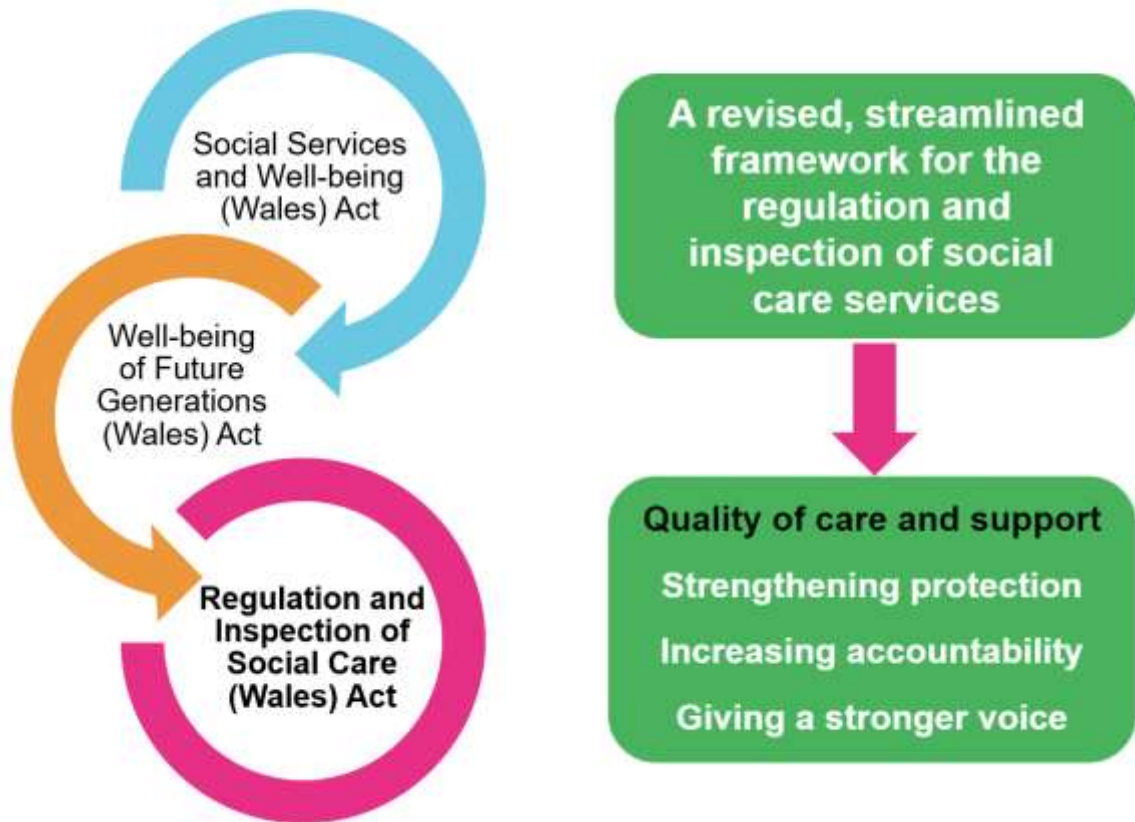 Social Services
and Well-being
(Wales) Act
Well-being
of Future
Generations
(Wales) Act
Regulation and
Inspection of
Social Care
(Wales) Act
A revised, streamlined
framework for the
regulation and
inspection of social
care services
Quality of care and support
Strengthening protection
Increasing accountability
Giving a stronger voice